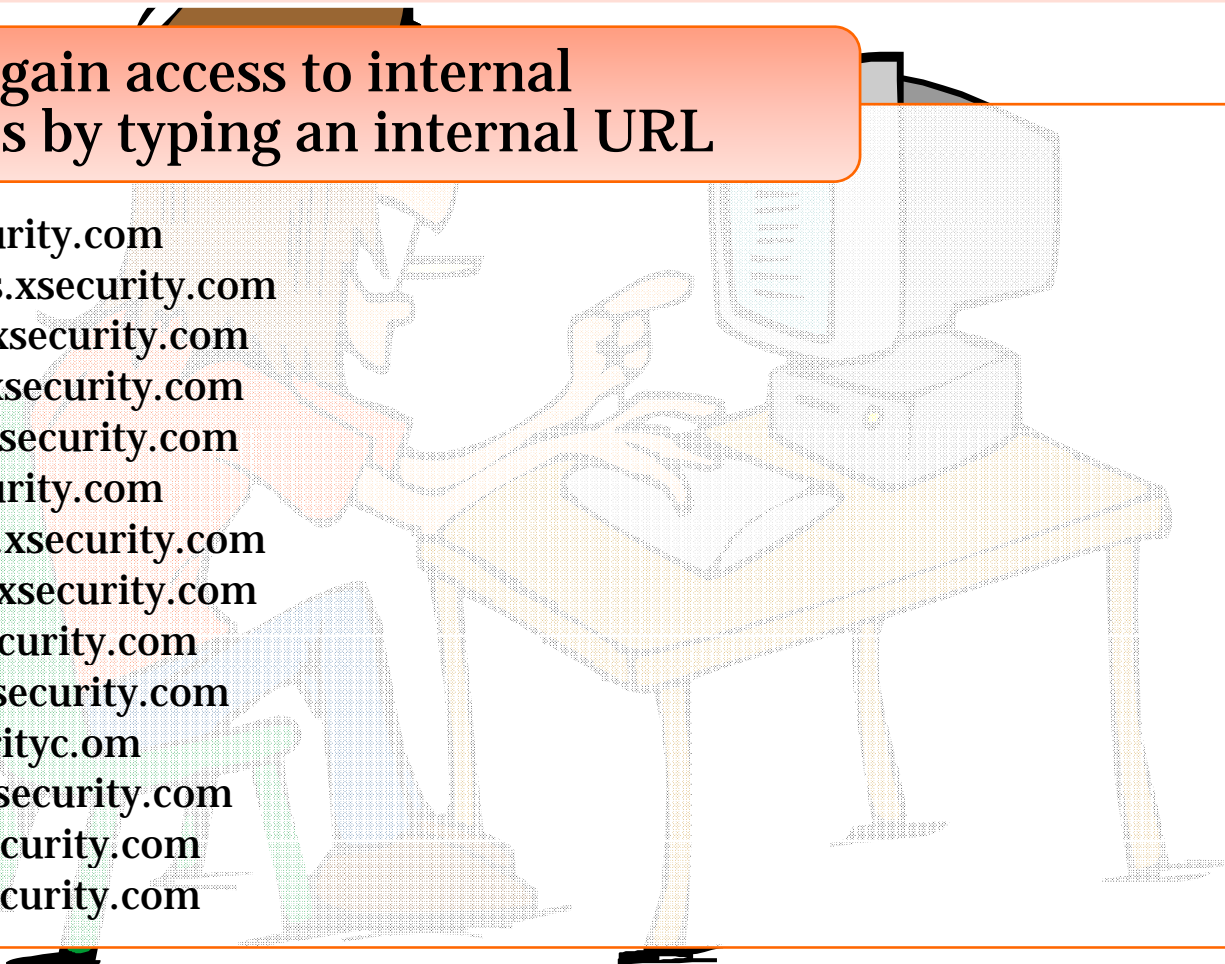 gain access to internal
s by typing an internal URL
urity.com
s.xsecurity.com
xsecurity.com
xsecurity.com
security.com
urity.com
.xsecurity.com
xsecurity.com
curity.com
security.com
rityc.om
security.com
curity.com
curity.com